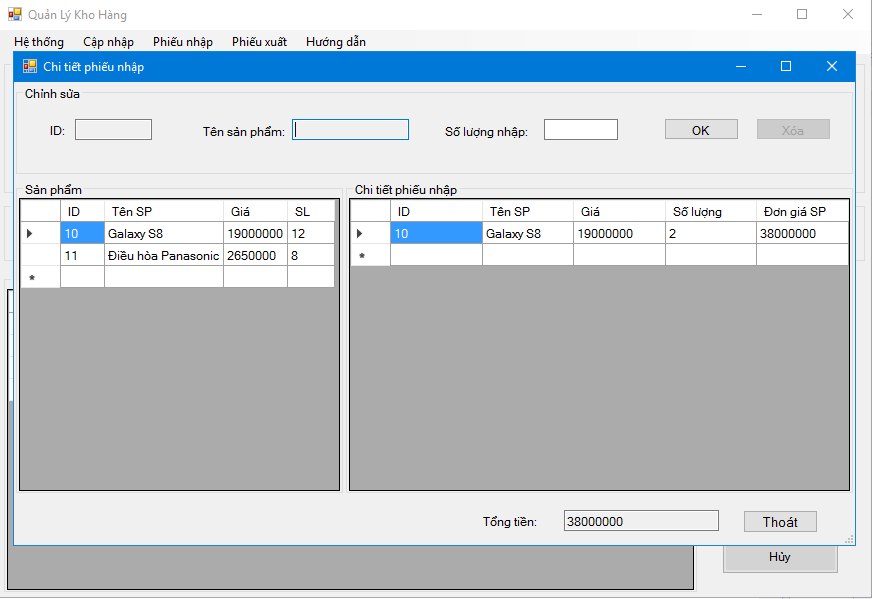 Quản Lý Kho Hàng
Hệ thống Cập nhập Phiếu nhập Phiếu xuất Hướng dẫn
Chi tiết phiếu nhập
Chỉnh sửa
ID: Tên sản phẩm: Số lượng nhập: OK Xóa
Sản phẩm
ID Tên SP Giá SL
10 Galaxy S8 19000000 12
11 Điều hòa Panasonic 2650000 8
Chi tiết phiếu nhập
ID Tên SP Giá Số lượng Đơn giá SP
10 Galaxy S8 19000000 2 38000000
Tổng tiền: 38000000 Thoát
Hủy